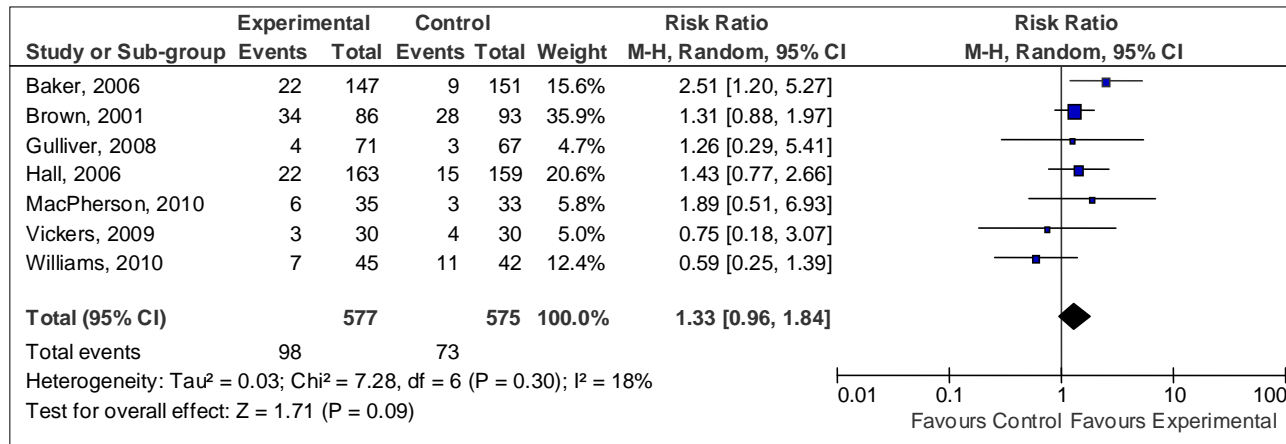 Experimental Control Risk Ratio Risk Ratio
Study or Sub-group Events Total Events Total Weight M-H, Random, 95% CI M-H, Random, 95% CI
Baker, 2006 22 147 9 151 15.6% 2.51 [1.20, 5.27]
Brown, 2001 34 86 28 93 35.9% 1.31 [0.88, 1.97]
Gulliver, 2008 4 71 3 67 4.7% 1.26 [0.29, 5.41]
Hall, 2006 22 163 15 159 20.6% 1.43 [0.77, 2.66]
MacPherson, 2010 6 35 3 33 5.8% 1.89 [0.51, 6.93]
Vickers, 2009 3 30 4 30 5.0% 0.75 [0.18, 3.07]
Williams, 2010 7 45 11 42 12.4% 0.59 [0.25, 1.39]
Total (95% CI) 577 575 100.0% 1.33 [0.96, 1.84]
Total events 98 73
Heterogeneity: Tau² = 0.03; Chi² = 7.28, df = 6 (P = 0.30); I² = 18%
Test for overall effect: Z = 1.71 (P = 0.09)
0.01 0.1 1 10 100
Favours Control Favours Experimental